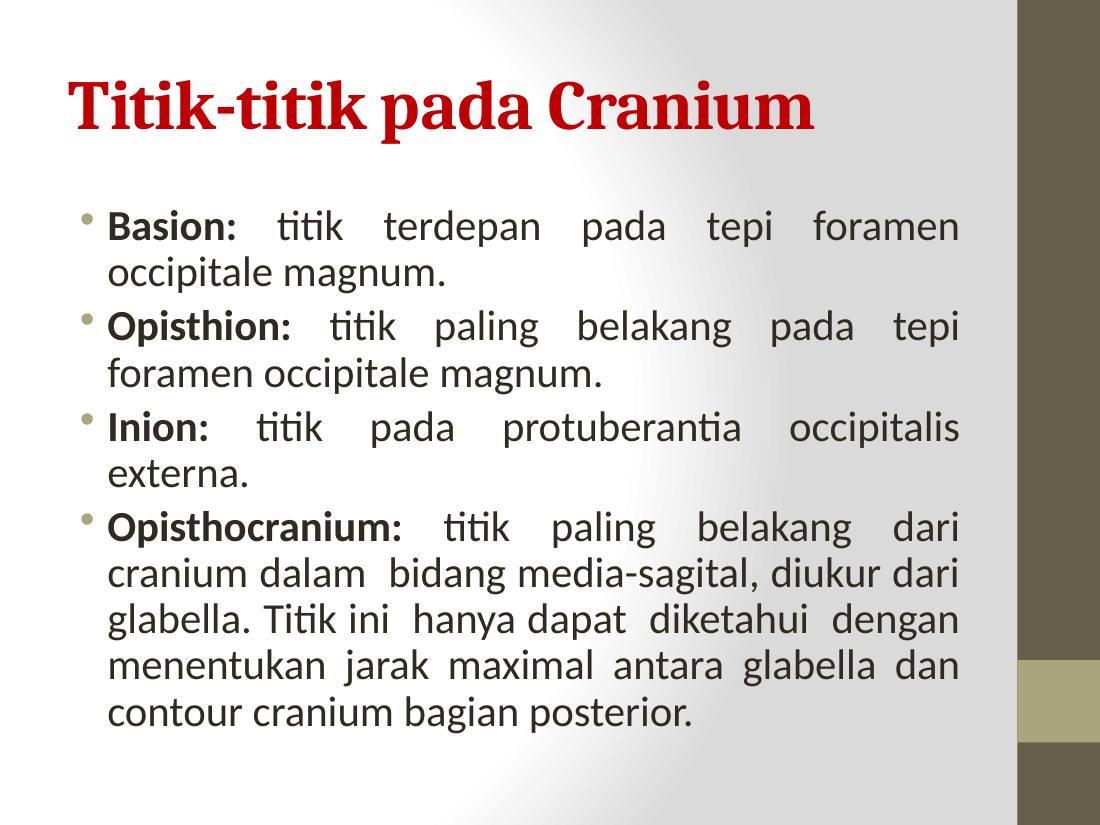 Titik-titik pada Cranium
• Basion: titik terdepan pada tepi foramen
occipitale magnum.
• Opisthion: titik paling belakang pada tepi
foramen occipitale magnum.
• Inion: titik pada protuberantia occipitalis
externa.
• Opisthocranium: titik paling belakang dari
cranium dalam bidang media-sagital, diukur dari
glabella. Titik ini hanya dapat diketahui dengan
menentukan jarak maximal antara glabella dan
contour cranium bagian posterior.